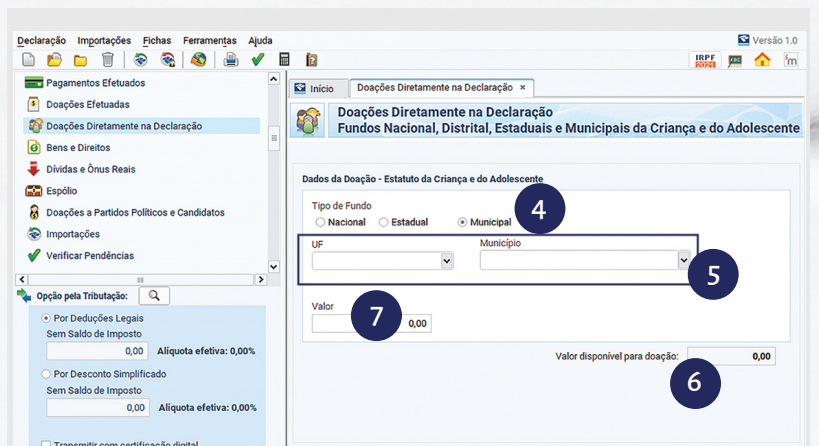 Declaração Importações Fichas Ferramentas Ajuda
Versão 1.0
IRPF
2021
Pagamentos Efetuados
Doações Efetuadas
Doações Diretamente na Declaração
Bens e Direitos
Dívidas e Ônus Reais
Espólio
Doações a Partidos Políticos e Candidatos
Importações
Verificar Pendências
Opção pela Tributação:
Por Deduções Legais
Sem Saldo de Imposto
0,00 Alíquota efetiva: 0,00%
Por Desconto Simplificado
Sem Saldo de Imposto
0,00 Alíquota efetiva: 0,00%
Transmitir com certificação digital
Início
Doações Diretamente na Declaração ×
Doações Diretamente na Declaração
Fundos Nacional, Distrital, Estaduais e Municipais da Criança e do Adolescente
Dados da Doação - Estatuto da Criança e do Adolescente
Tipo de Fundo
Nacional Estadual Municipal
4
UF Município
5
Valor
7
0,00
Valor disponível para doação: 0,00
6